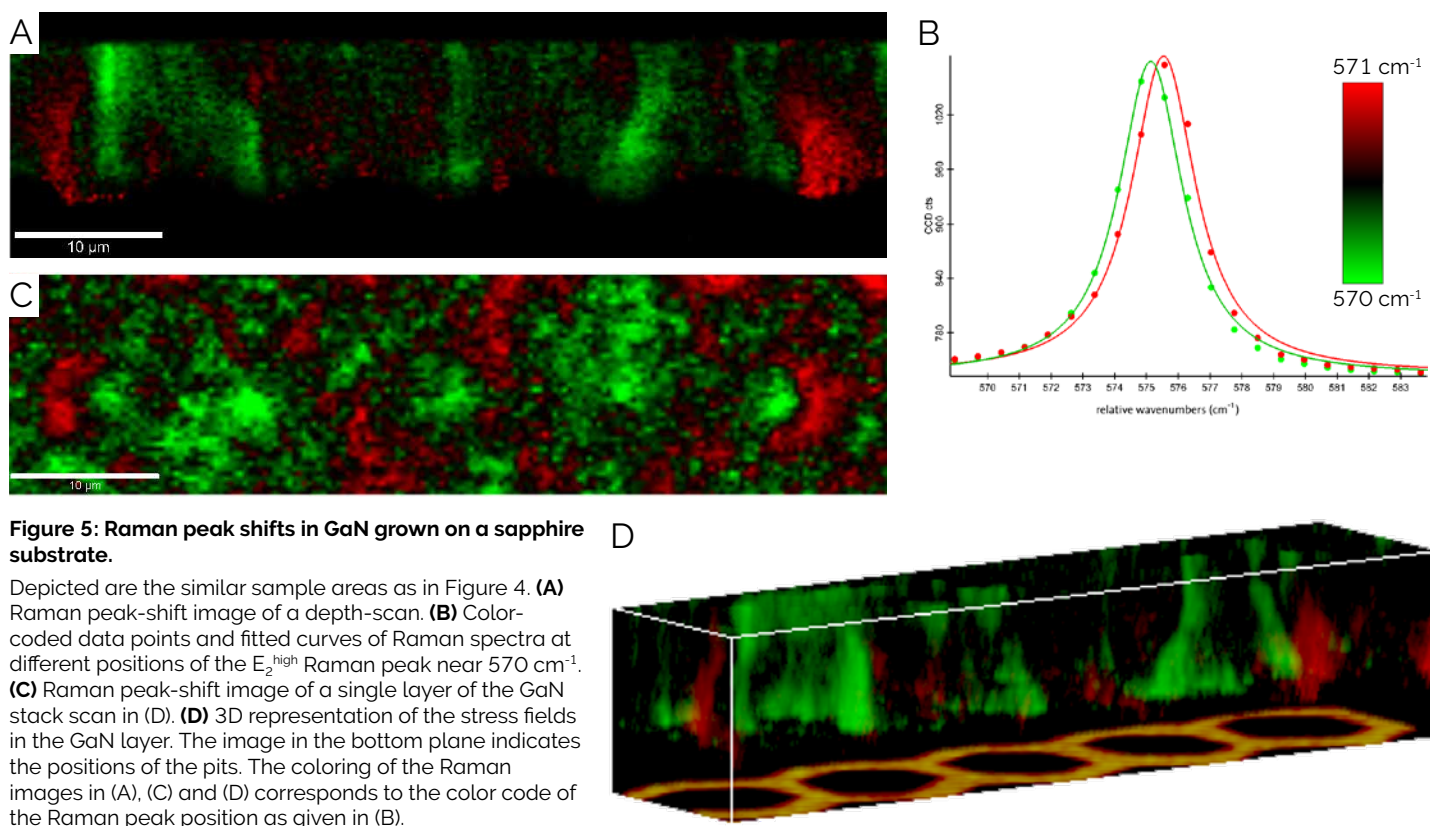 A
10 µm
B
1020
960
900
840
780
CCD cts
570 571 572 573 574 575 576 577 578 579 580 581 582 583
relative wavenumbers (cm⁻¹)
571 cm⁻¹
570 cm⁻¹
C
10 µm
Figure 5: Raman peak shifts in GaN grown on a sapphire
substrate.
Depicted are the similar sample areas as in Figure 4. (A)
Raman peak-shift image of a depth-scan. (B) Color-
coded data points and fitted curves of Raman spectra at
different positions of the E₂ʰⁱᵍʰ Raman peak near 570 cm⁻¹.
(C) Raman peak-shift image of a single layer of the GaN
stack scan in (D). (D) 3D representation of the stress fields
in the GaN layer. The image in the bottom plane indicates
the positions of the pits. The coloring of the Raman
images in (A), (C) and (D) corresponds to the color code of
the Raman peak position as given in (B).
D